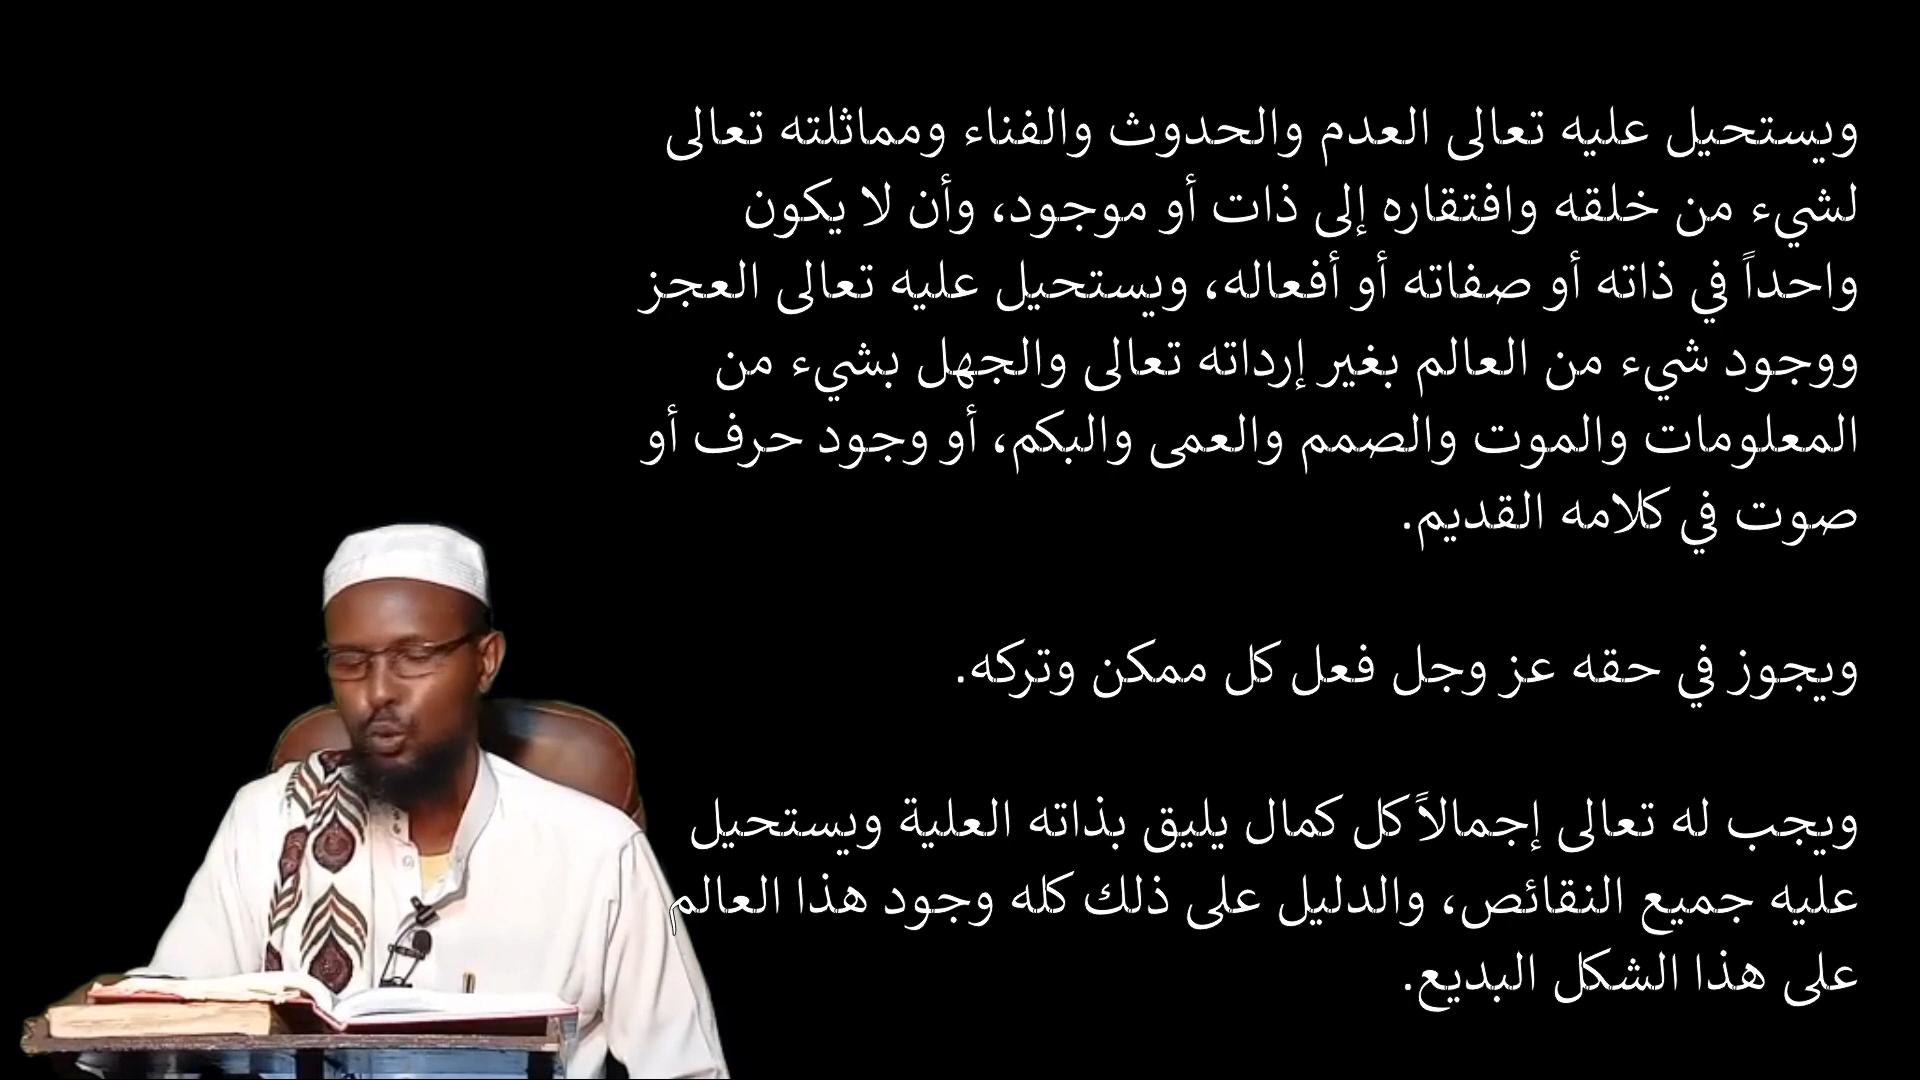 ويستحيل عليه تعالى العدم والحدوث والفناء ومماثلته تعالى
لشيء من خلقه وافتقاره إلى ذات أو موجود، وأن لا يكون
واحداً في ذاته أو صفاته أو أفعاله، ويستحيل عليه تعالى العجز
ووجود شيء من العالم بغير إرداته تعالى والجهل بشيء من
المعلومات والموت والصمم والعمى والبكم، أو وجود حرف أو
صوت في كلامه القديم.
ويجوز في حقه عز وجل فعل كل ممكن وتركه.
ويجب له تعالى إجمالاً كل كمال يليق بذاته العلية ويستحيل
عليه جميع النقائص، والدليل على ذلك كله وجود هذا العالم
على هذا الشكل البديع.